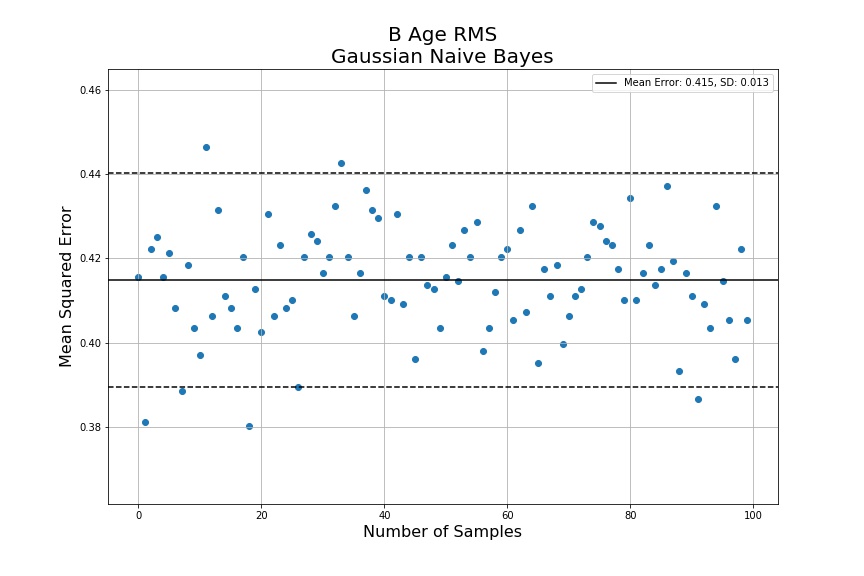 B Age RMS
Gaussian Naive Bayes
Mean Error: 0.415, SD: 0.013
Mean Squared Error
0.46
0.44
0.42
0.40
0.38
0 20 40 60 80 100
Number of Samples